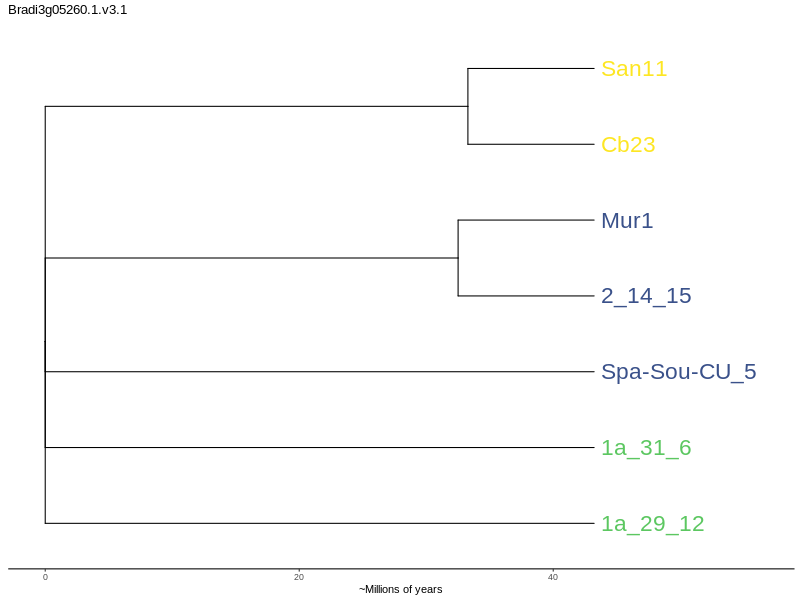 Bradi3g05260.1.v3.1
San11
Cb23
Mur1
2_14_15
Spa-Sou-CU_5
1a_31_6
1a_29_12
0 20 40
~Millions of years